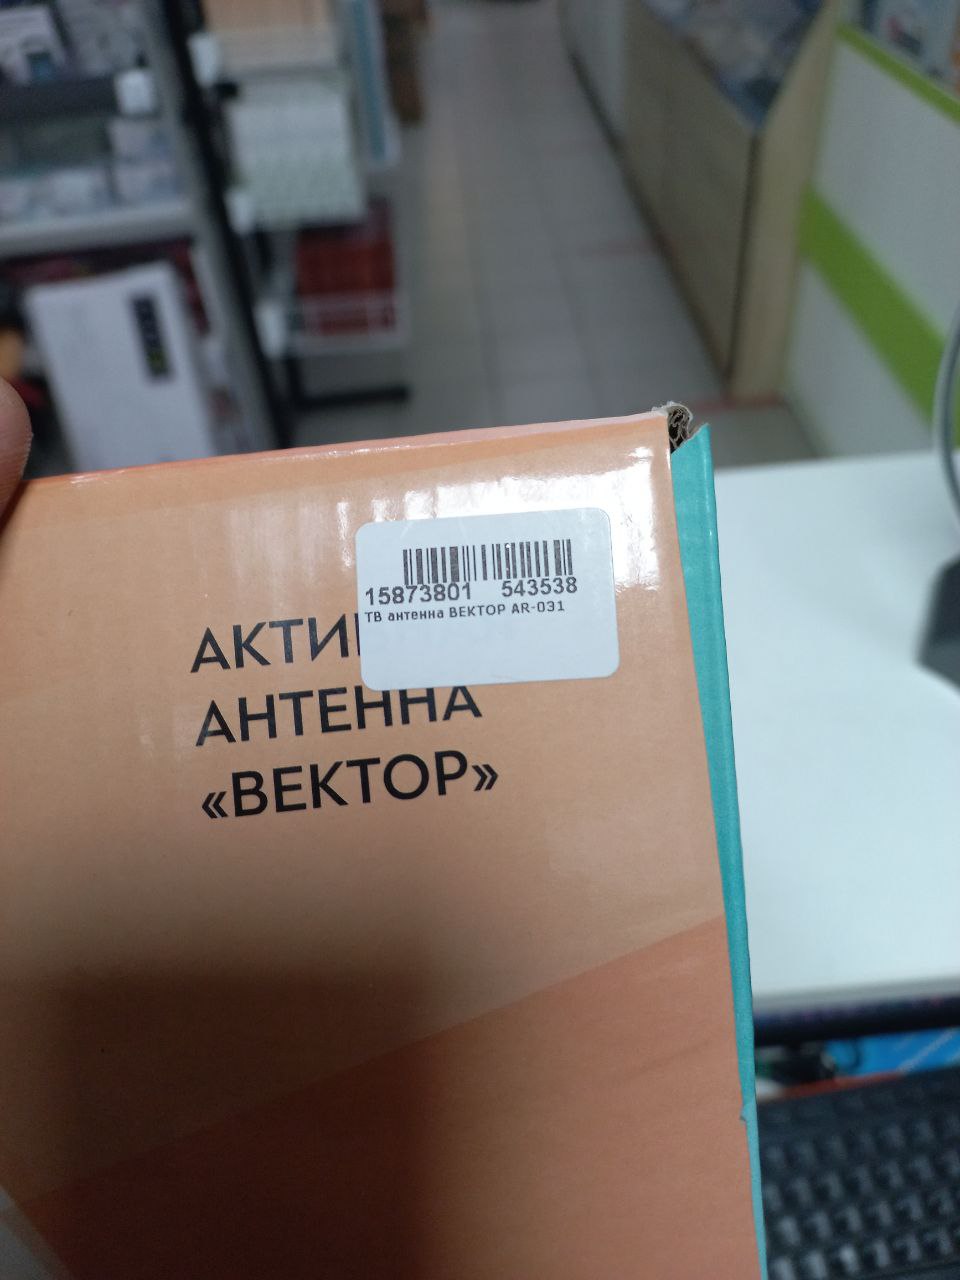 15873801 543538
ТВ антенна ВЕКТОР AR-031
АКТИ
АНТЕННА
«ВЕКТОР»